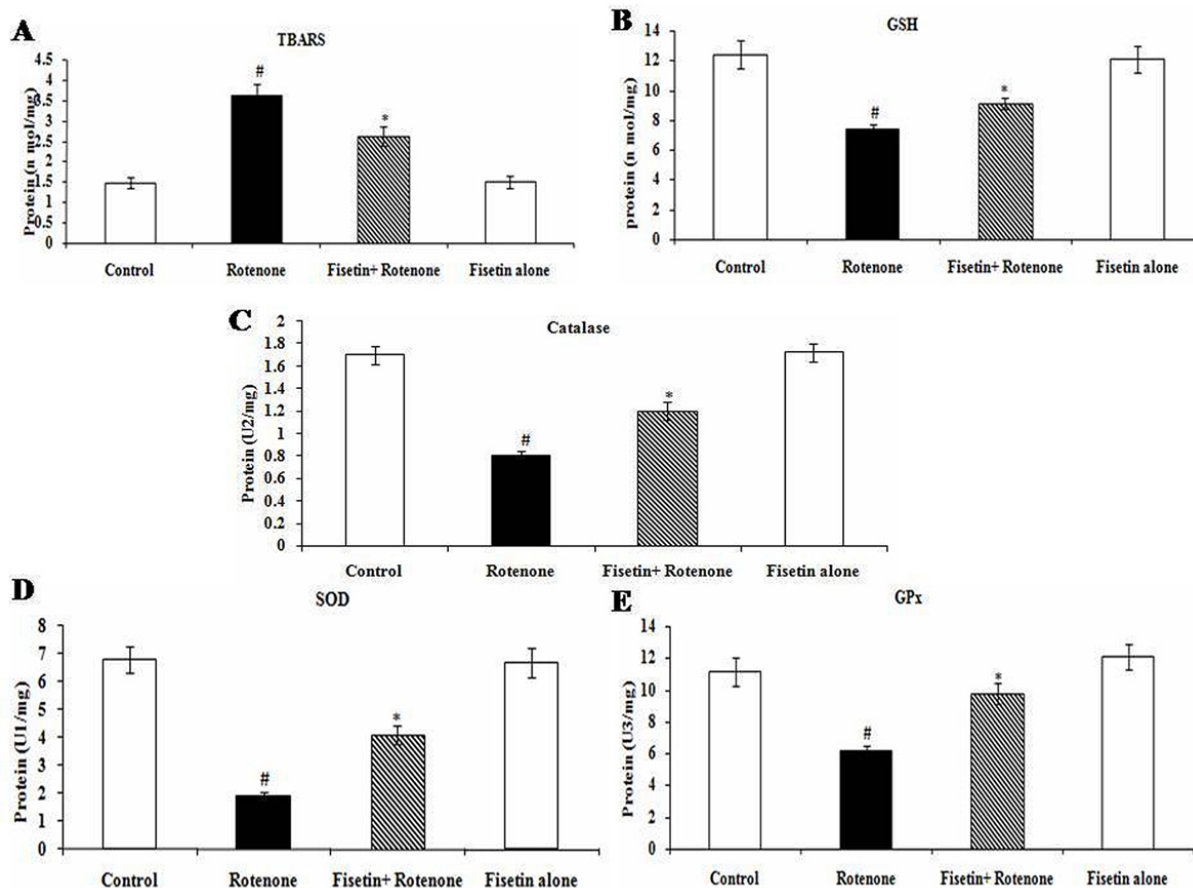 A
TBARS
Protein (n mol/mg)
4.5
4
3.5
3
2.5
2
1.5
1
0.5
0
#
*
Control Rotenone Fisetin+ Rotenone Fisetin alone
B
GSH
protein (n mol/mg)
14
12
10
8
6
4
2
0
#
*
Control Rotenone Fisetin+ Rotenone Fisetin alone
C
Catalase
Protein (U2/mg)
2
1.8
1.6
1.4
1.2
1
0.8
0.6
0.4
0.2
0
#
*
Control Rotenone Fisetin+ Rotenone Fisetin alone
D
SOD
Protein (U1/mg)
8
7
6
5
4
3
2
1
0
#
*
Control Rotenone Fisetin+ Rotenone Fisetin alone
E
GPx
Protein (U3/mg)
14
12
10
8
6
4
2
0
#
*
Control Rotenone Fisetin+ Rotenone Fisetin alone